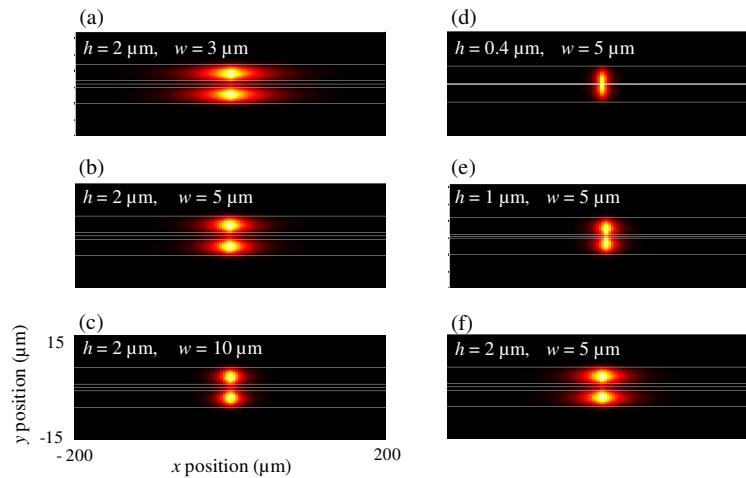 (a)
h = 2 µm, w = 3 µm
(b)
h = 2 µm, w = 5 µm
(c)
h = 2 µm, w = 10 µm
15
y position (µm)
-15
- 200
200
x position (µm)
(d)
h = 0.4 µm, w = 5 µm
(e)
h = 1 µm, w = 5 µm
(f)
h = 2 µm, w = 5 µm